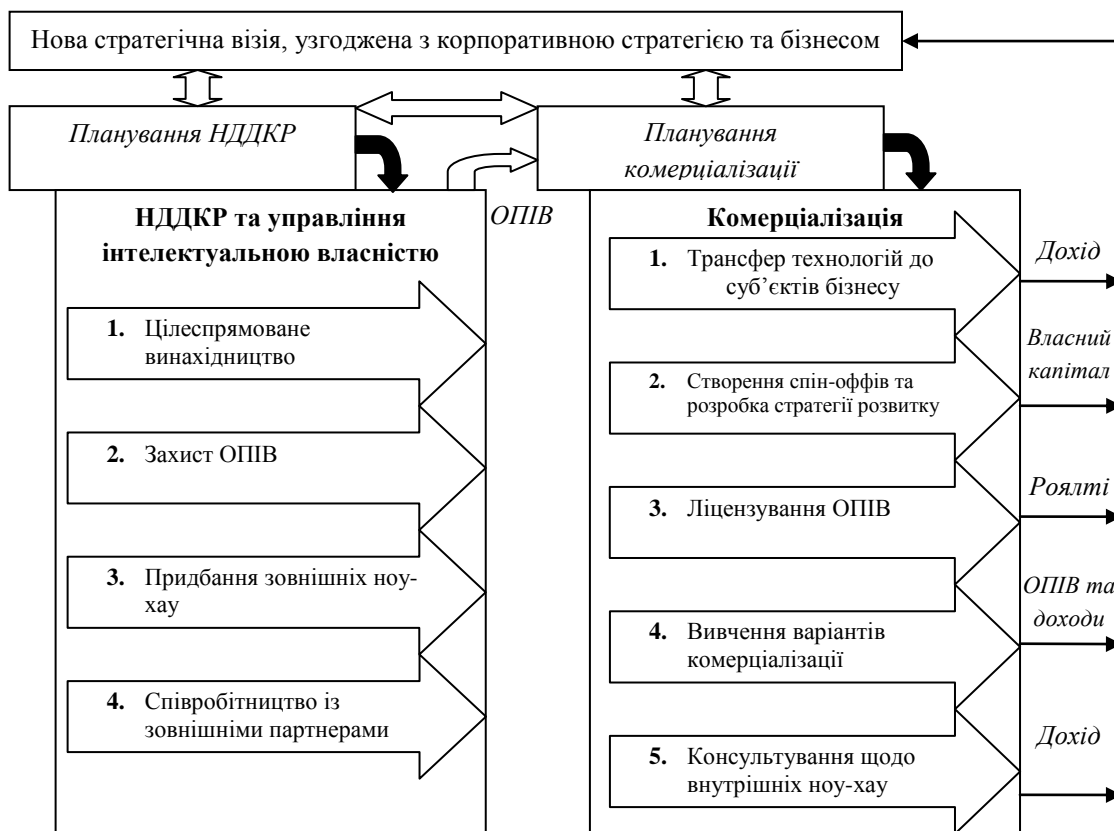 Нова стратегічна візія, узгоджена з корпоративною стратегією та бізнесом
Планування НДДКР
Планування
комерціалізації
НДДКР та управління
інтелектуальною власністю
1. Цілеспрямоване
винахідництво
2. Захист ОПІВ
3. Придбання зовнішніх ноу-
хау
4. Співробітництво із
зовнішніми партнерами
ОПІВ
Комерціалізація
1. Трансфер технологій до
суб’єктів бізнесу
2. Створення спін-оффів та
розробка стратегії розвитку
3. Ліцензування ОПІВ
4. Вивчення варіантів
комерціалізації
5. Консультування щодо
внутрішніх ноу-хау
Дохід
Власний
капітал
Роялті
ОПІВ та
доходи
Дохід